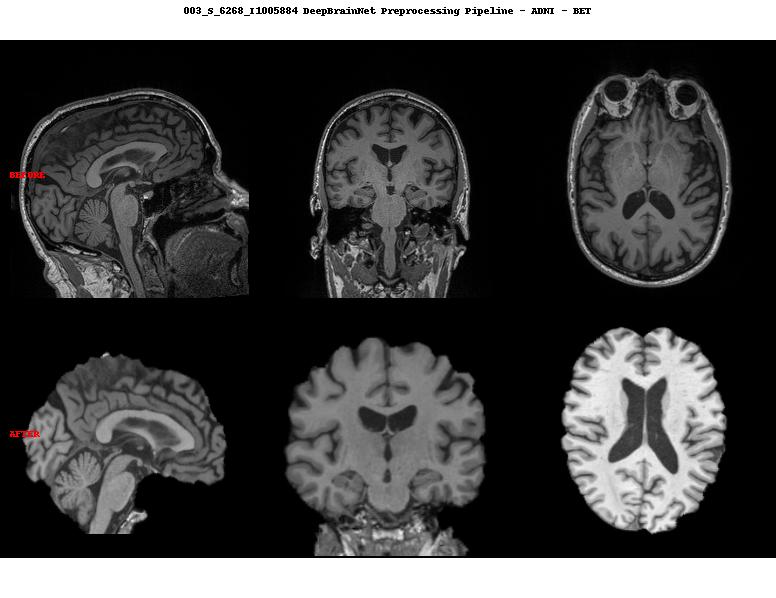 003_S_6268_I1005884 DeepBrainNet Preprocessing Pipeline - ADNI - BET
BEFORE
AFTER